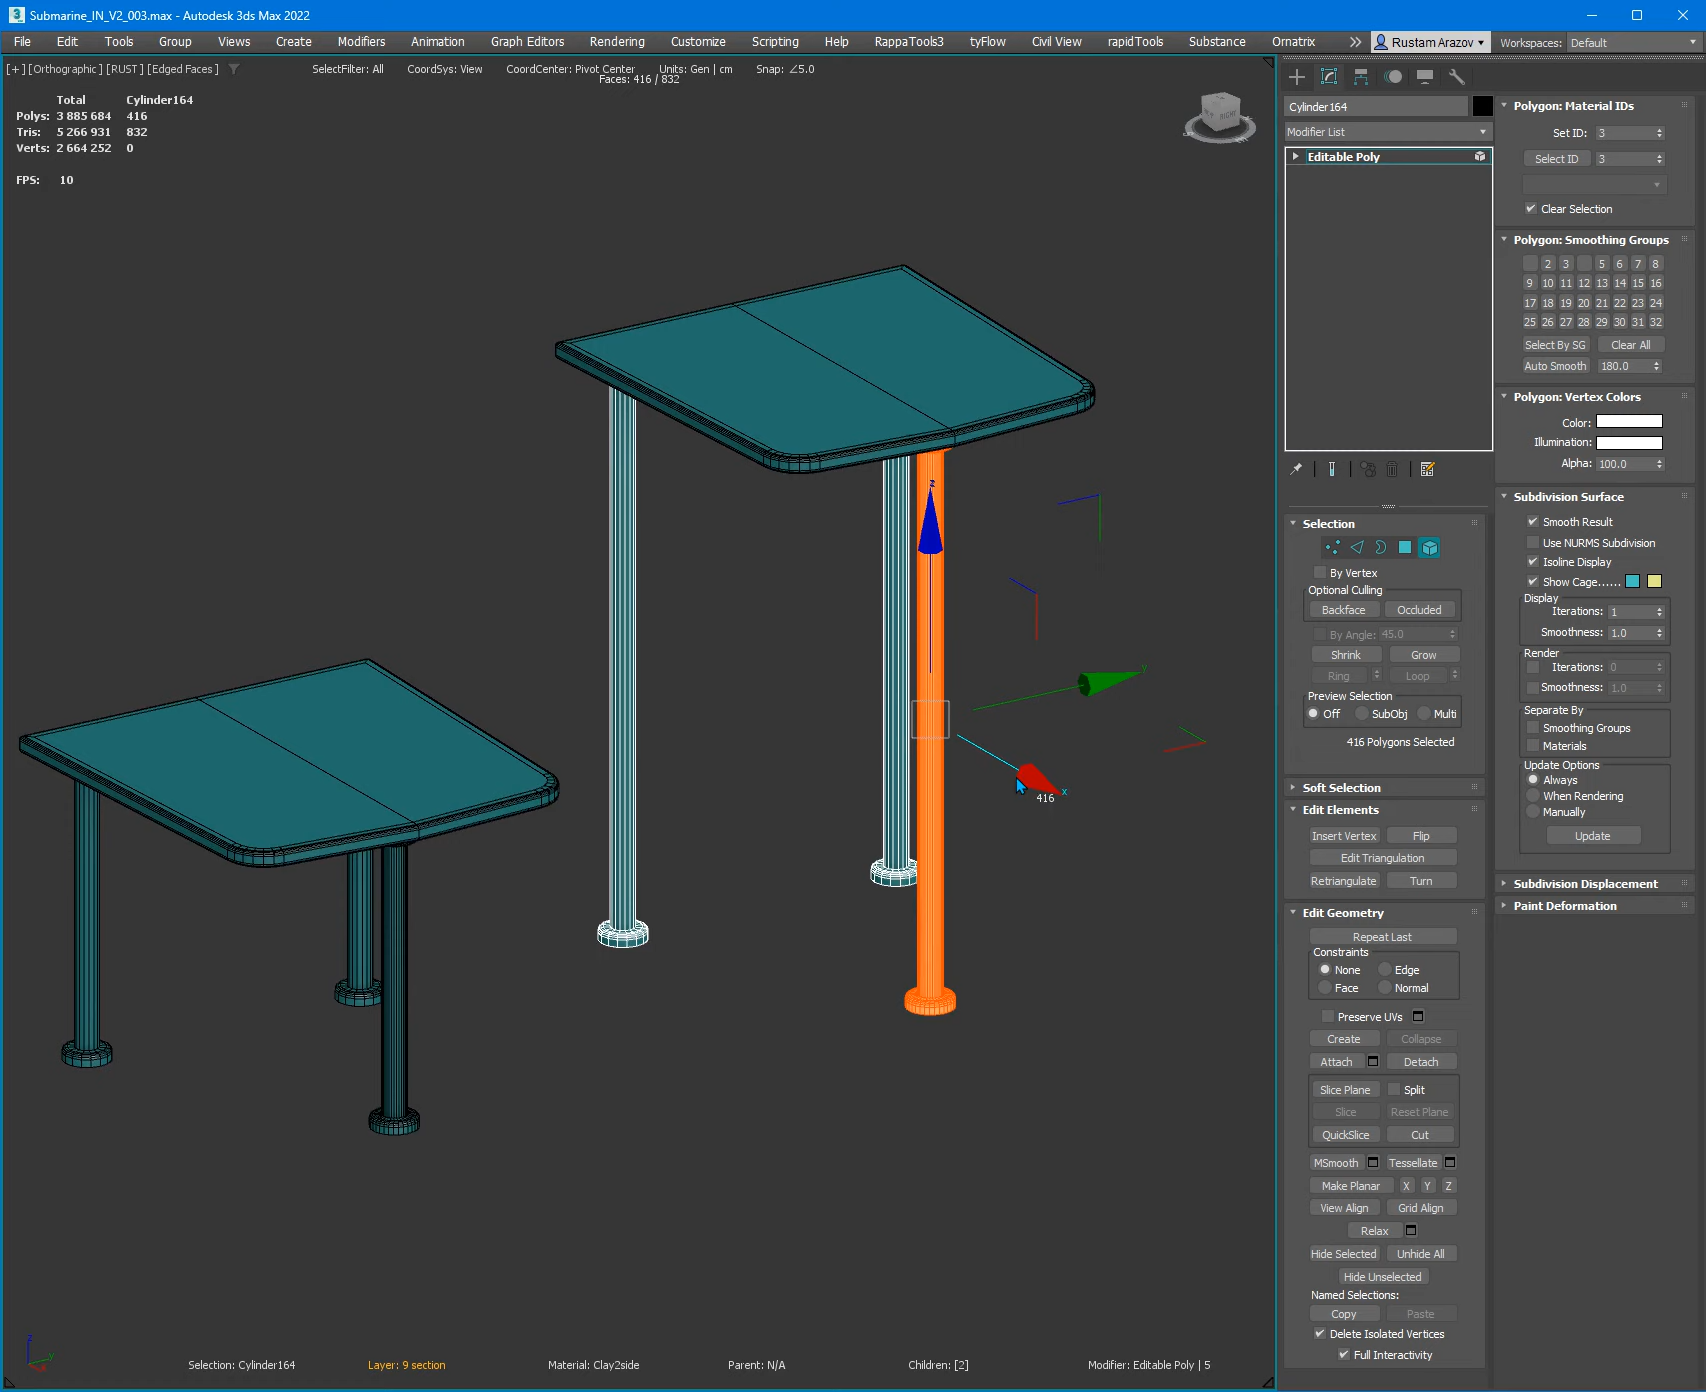 Submarine_IN_V2_003.max - Autodesk 3ds Max 2022
File Edit Tools Group Views Create Modifiers Animation Graph Editors Rendering Customize Scripting Help RappaTools3 tyFlow Civil View rapidTools Substance Ornatrix Rustam Arazov Workspaces: Default
[+] [Orthographic] [RUST] [Edged Faces] SelectFilter: All CoordSys: View CoordCenter: Pivot Center Units: Gen | cm Snap: ∠5.0
Faces: 416 / 832
Total Cylinder164
Polys: 3 885 684 416
Tris: 5 266 931 832
Verts: 2 664 252 0
FPS: 10
RIGHT
z
y
x
416
z
y
x
Selection: Cylinder164 Layer: 9 section Material: Clay2side Parent: N/A Children: [2] Modifier: Editable Poly | 5
Cylinder164
Modifier List
Editable Poly
Selection
By Vertex
Optional Culling
Backface Occluded
By Angle: 45.0
Shrink Grow
Ring Loop
Preview Selection
Off SubObj Multi
416 Polygons Selected
Soft Selection
Edit Elements
Insert Vertex Flip
Edit Triangulation
Retriangulate Turn
Edit Geometry
Repeat Last
Constraints
None Edge
Face Normal
Preserve UVs
Create Collapse
Attach Detach
Slice Plane Split
Slice Reset Plane
QuickSlice Cut
MSmooth Tessellate
Make Planar X Y Z
View Align Grid Align
Relax
Hide Selected Unhide All
Hide Unselected
Named Selections:
Copy Paste
Delete Isolated Vertices
Full Interactivity
Polygon: Material IDs
Set ID: 3
Select ID 3
Clear Selection
Polygon: Smoothing Groups
2 3 5 6 7 8
9 10 11 12 13 14 15 16
17 18 19 20 21 22 23 24
25 26 27 28 29 30 31 32
Select By SG Clear All
Auto Smooth 180.0
Polygon: Vertex Colors
Color:
Illumination:
Alpha: 100.0
Subdivision Surface
Smooth Result
Use NURMS Subdivision
Isoline Display
Show Cage......
Display
Iterations: 1
Smoothness: 1.0
Render
Iterations: 0
Smoothness: 1.0
Separate By
Smoothing Groups
Materials
Update Options
Always
When Rendering
Manually
Update
Subdivision Displacement
Paint Deformation